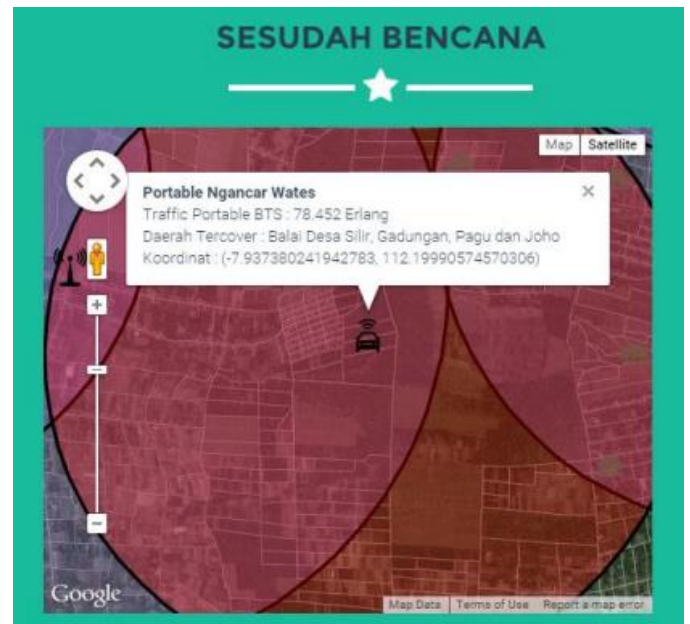 SESUDAH BENCANA
Map Satellite
Portable Ngancar Wates
Traffic Portable BTS : 78,452 Erlang
Daerah Tercover : Balai Desa Silir, Gadungan, Pagu dan Joho
Koordinat : (-7.937380241942783, 112.19990574570306)
Google
Map Data Terms of Use Report a map error